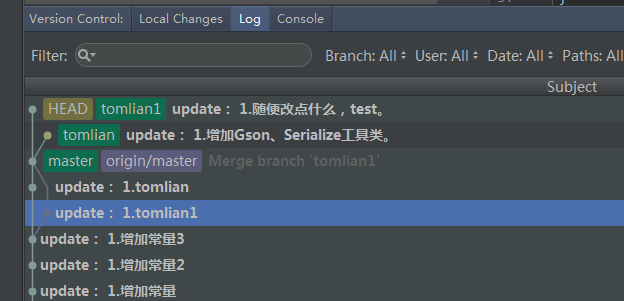 Version Control: Local Changes Log Console
Filter: Branch: All User: All Date: All Paths: All
Subject
HEAD tomlian1 update： 1.随便改点什么，test。
tomlian update： 1.增加Gson、Serialize工具类。
master origin/master Merge branch 'tomlian1'
update： 1.tomlian
update： 1.tomlian1
update： 1.增加常量3
update： 1.增加常量2
update： 1.增加常量